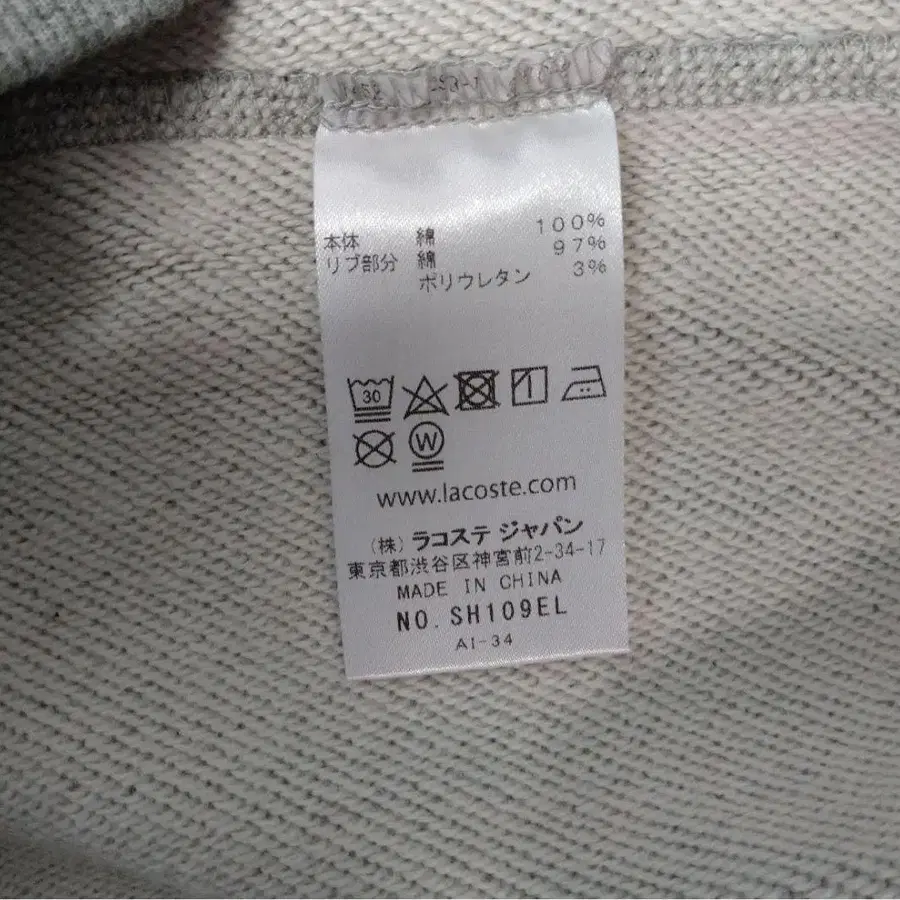 本体 綿 100%
リブ部分 綿 97%
ポリウレタン 3%
30
W
www.lacoste.com
(株) ラコステ ジャパン
東京都渋谷区神宮前2-34-17
MADE IN CHINA
NO. SH109EL
AI-34